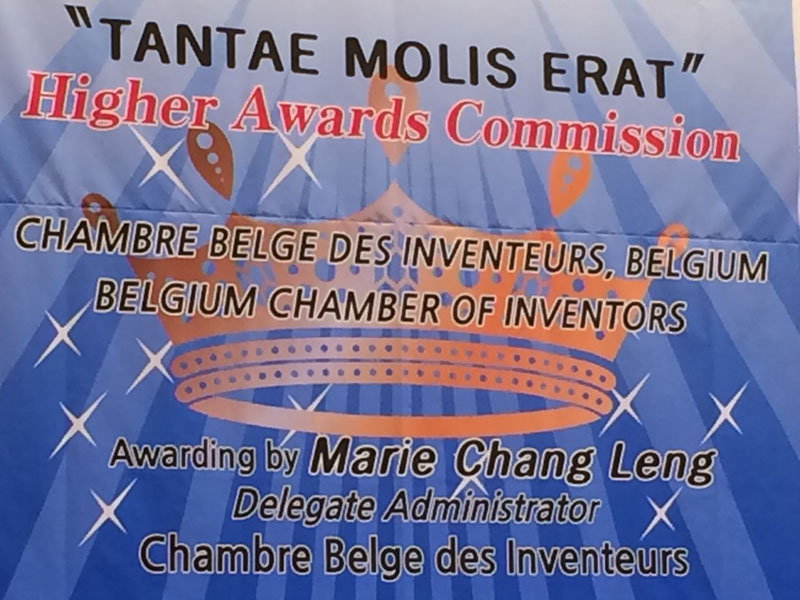 "TANTAE MOLIS ERAT"
Higher Awards Commission
CHAMBRE BELGE DES INVENTEURS, BELGIUM
BELGIUM CHAMBER OF INVENTORS
Awarding by Marie Chang Leng
Delegate Administrator
Chambre Belge des Inventeurs